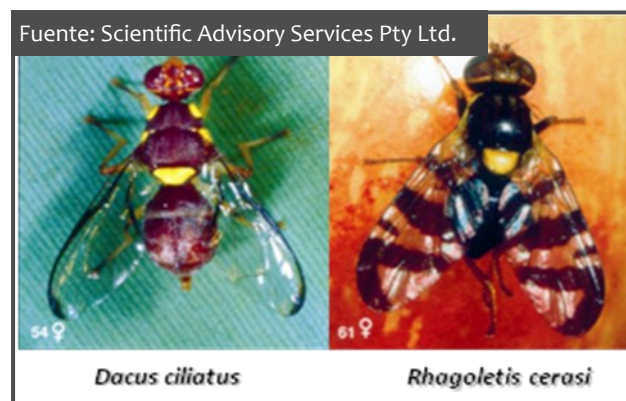 Fuente: Scientific Advisory Services Pty Ltd.
54 ♀
61 ♀
Dacus ciliatus
Rhagoletis cerasi